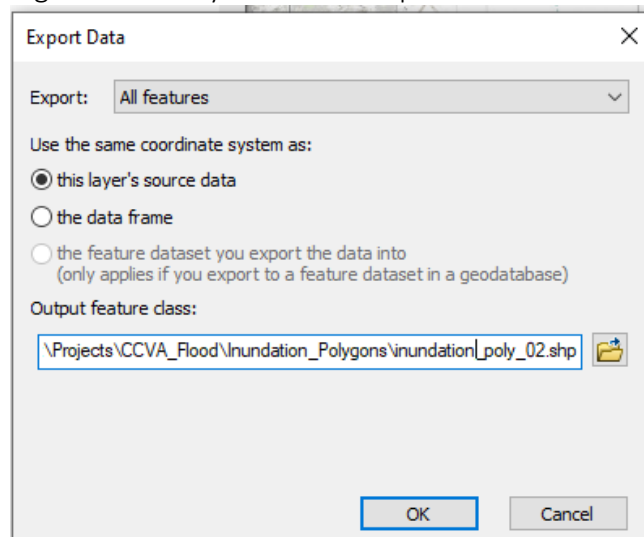 Export Data
Export: All features
Use the same coordinate system as:
this layer's source data
the data frame
the feature dataset you export the data into
(only applies if you export to a feature dataset in a geodatabase)
Output feature class:
\Projects\CCVA_Flood\Inundation_Polygons\inundation_poly_02.shp
OK Cancel